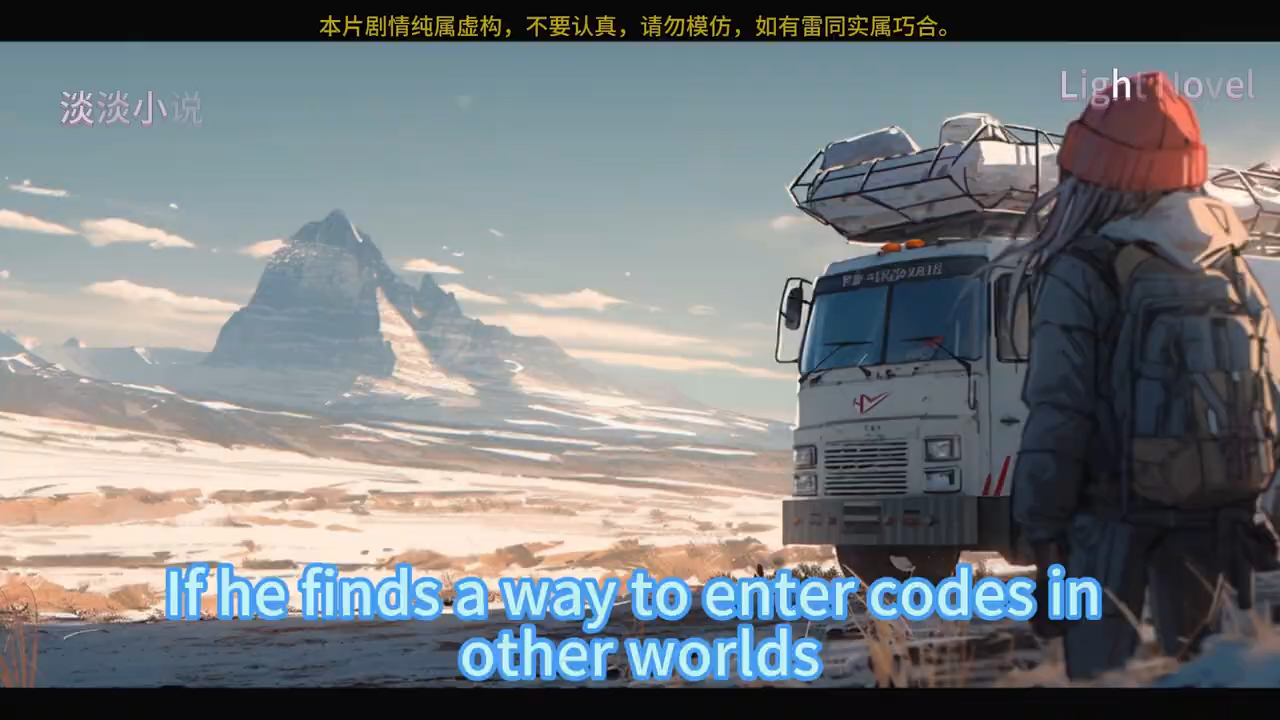 本片剧情纯属虚构，不要认真，请勿模仿，如有雷同实属巧合。
淡淡小说
Light Novel
If he finds a way to enter codes in
other worlds